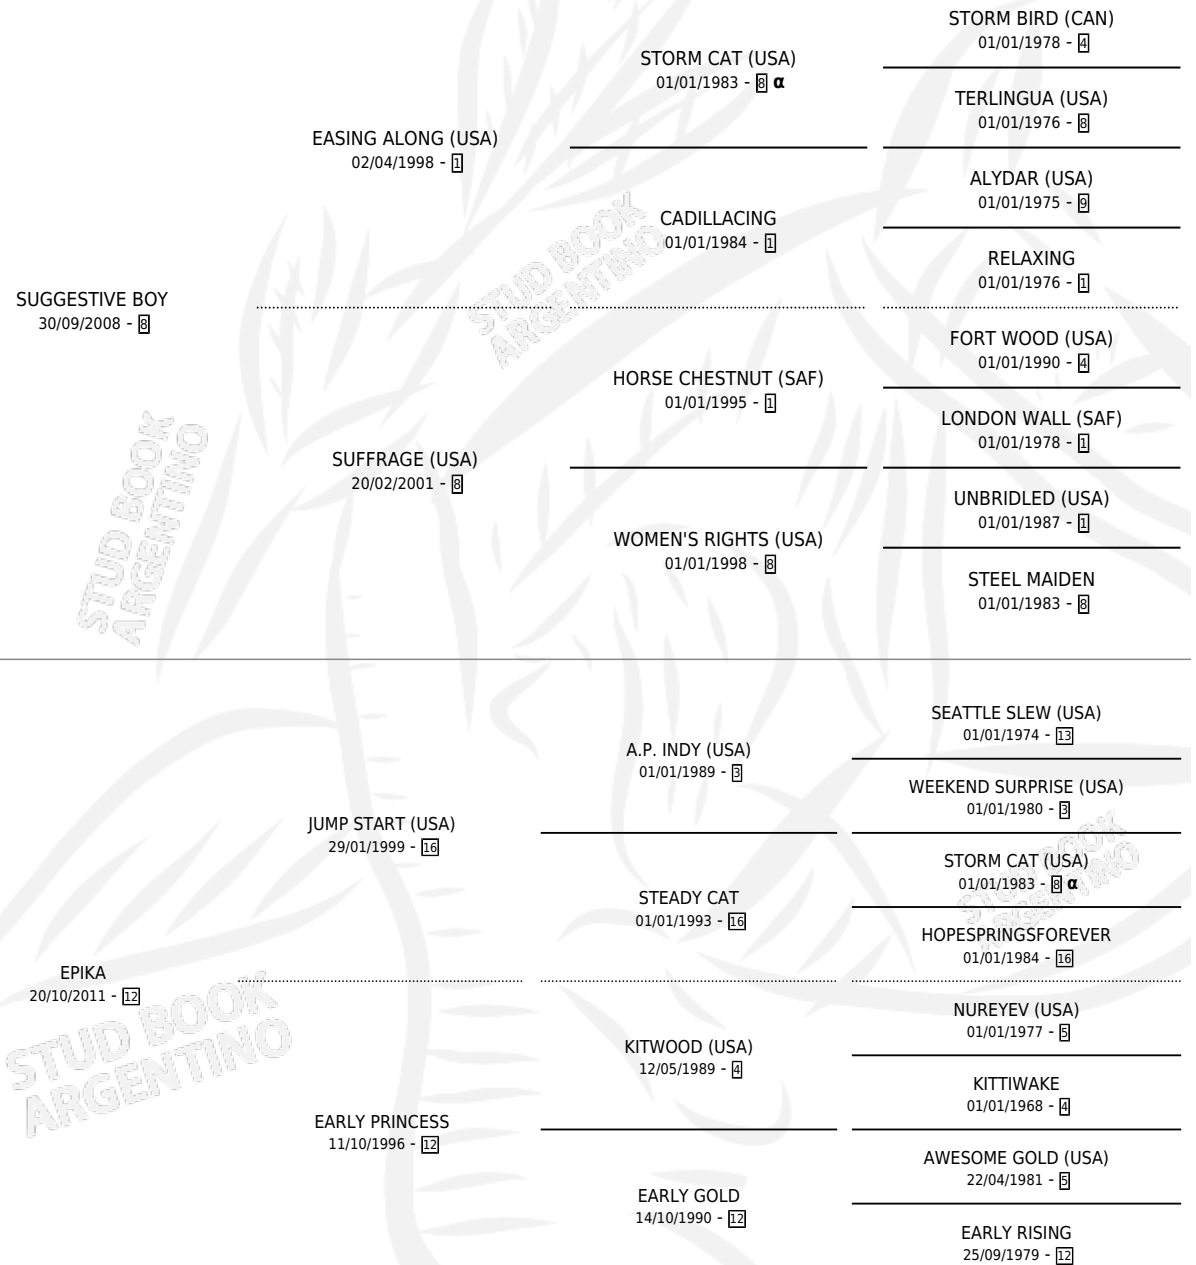 STORM BIRD (CAN)
01/01/1978 - 4
STORM CAT (USA)
01/01/1983 - 8 α
TERLINGUA (USA)
01/01/1976 - 8
EASING ALONG (USA)
02/04/1998 - 1
ALYDAR (USA)
01/01/1975 - 9
CADILLACING
01/01/1984 - 1
RELAXING
01/01/1976 - 1
SUGGESTIVE BOY
30/09/2008 - 8
FORT WOOD (USA)
01/01/1990 - 4
HORSE CHESTNUT (SAF)
01/01/1995 - 1
LONDON WALL (SAF)
01/01/1978 - 1
SUFFRAGE (USA)
20/02/2001 - 8
UNBRIDLED (USA)
01/01/1987 - 1
WOMEN'S RIGHTS (USA)
01/01/1998 - 8
STEEL MAIDEN
01/01/1983 - 8
STUD BOOK
ARGENTINO
STUD BOOK
ARGENTINO
SEATTLE SLEW (USA)
01/01/1974 - 13
A.P. INDY (USA)
01/01/1989 - 3
WEEKEND SURPRISE (USA)
01/01/1980 - 3
JUMP START (USA)
29/01/1999 - 16
STORM CAT (USA)
01/01/1983 - 8 α
STEADY CAT
01/01/1993 - 16
HOPESPRINGSFOREVER
01/01/1984 - 16
EPIKA
20/10/2011 - 12
NUREYEV (USA)
01/01/1977 - 5
KITWOOD (USA)
12/05/1989 - 4
KITTIWAKE
01/01/1968 - 4
EARLY PRINCESS
11/10/1996 - 12
AWESOME GOLD (USA)
22/04/1981 - 5
EARLY GOLD
14/10/1990 - 12
EARLY RISING
25/09/1979 - 12
STUD BOOK
ARGENTINO
STUD BOOK
ARGENTINO